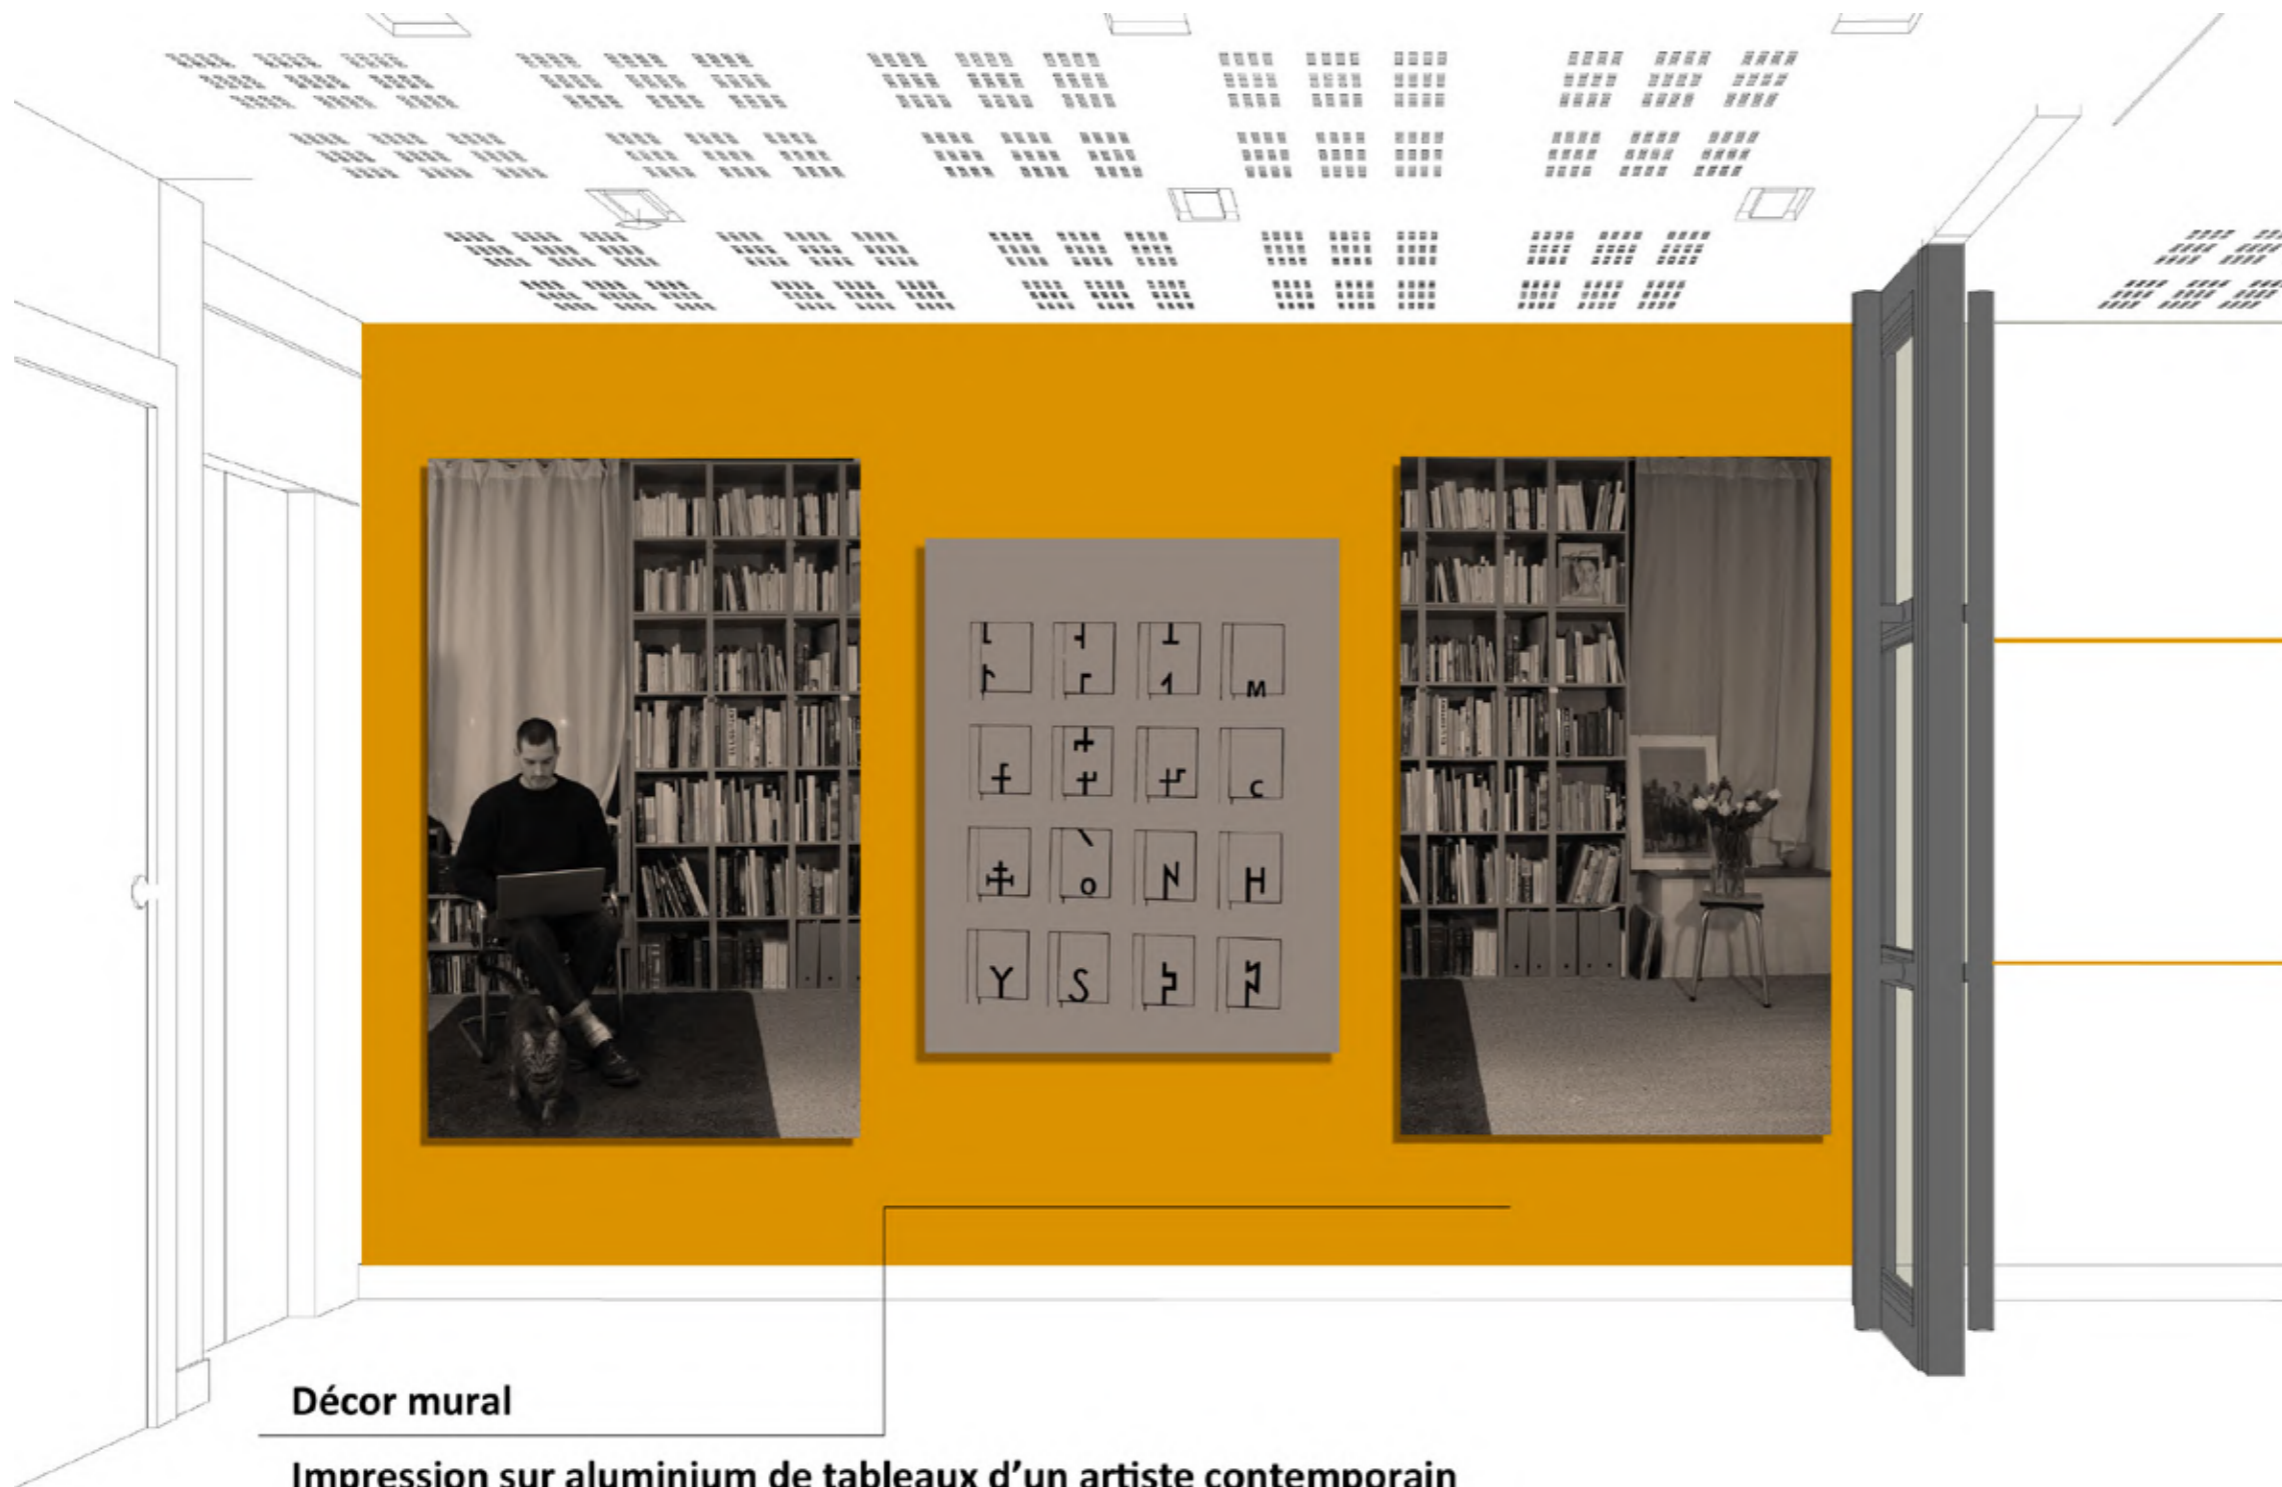 M
C
O N H
Y S
Décor mural
Impression sur aluminium de tableaux d'un artiste contemporain